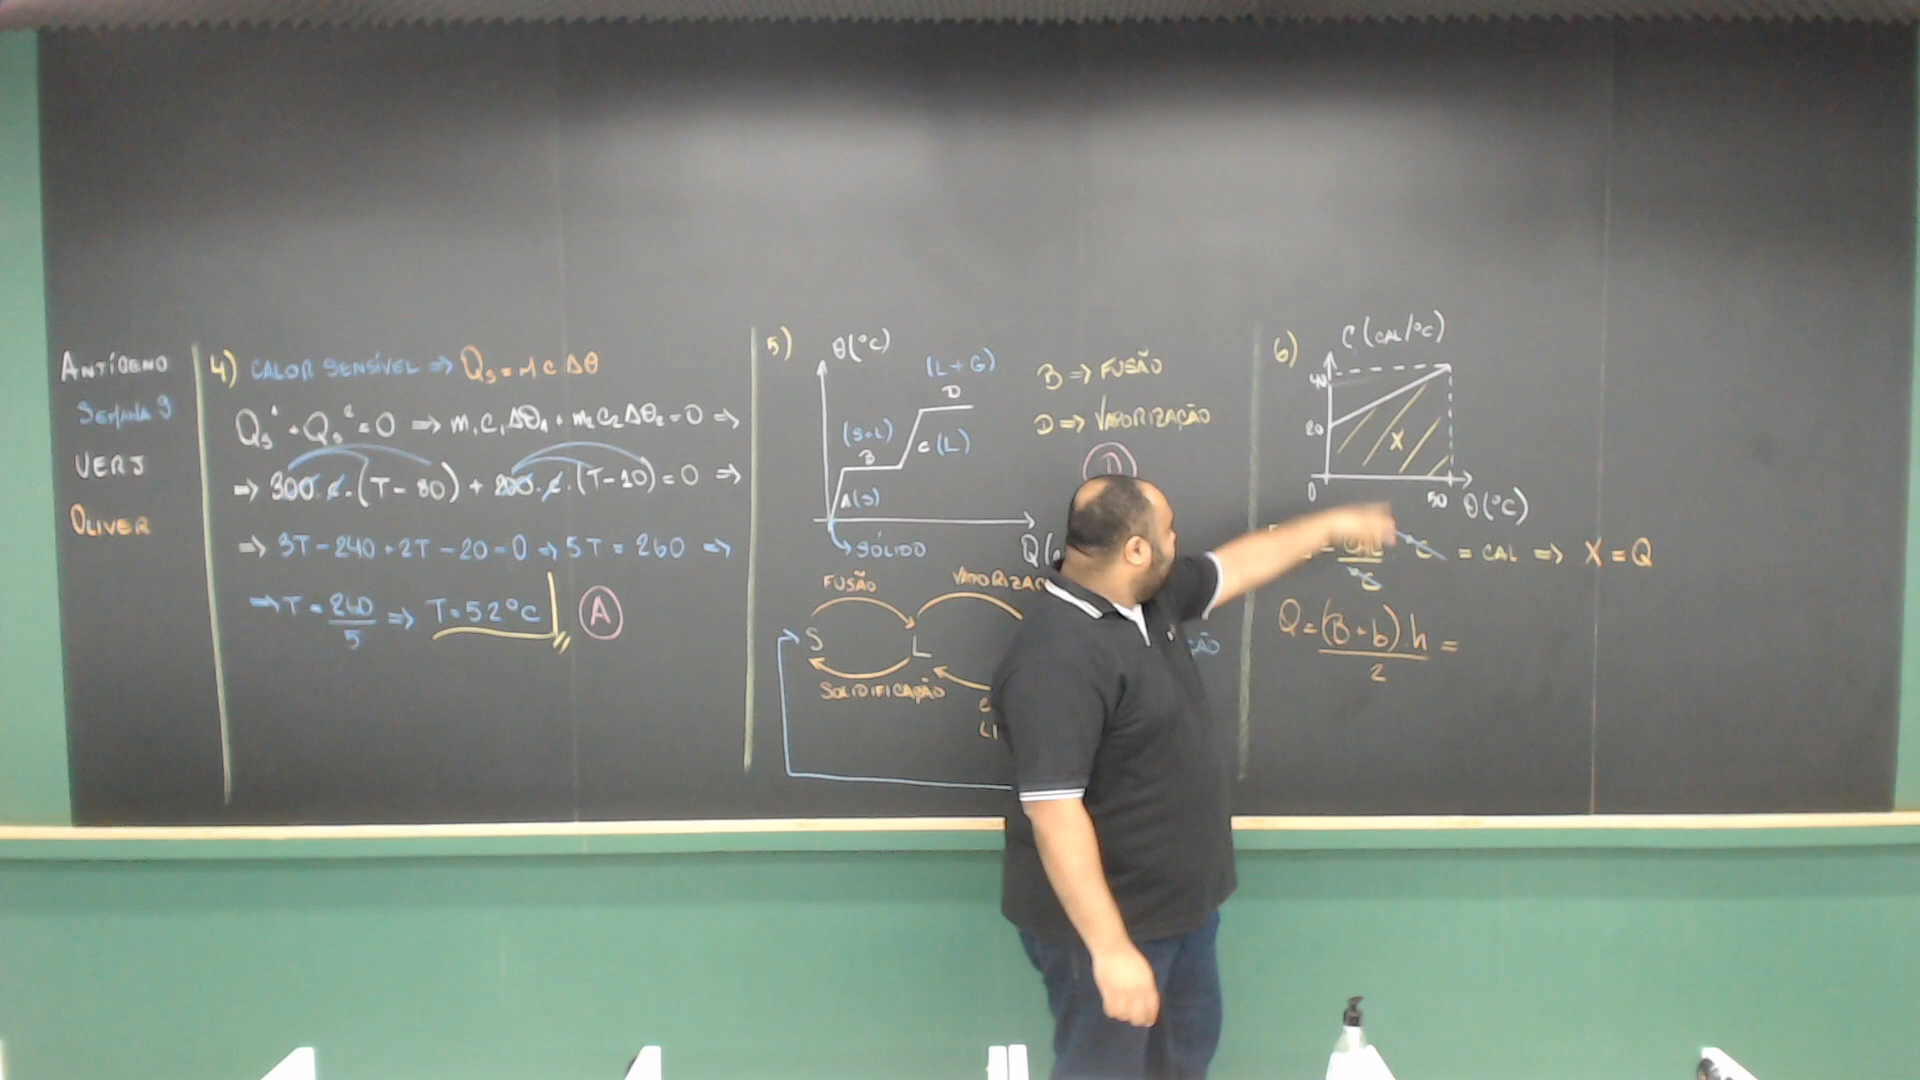 ANTÍGENO
SEMANA 9
UERJ
OLIVER
4) CALOR SENSÍVEL => Qs = m c Δθ
Qs¹ + Qs² = 0 => m₁c₁Δθ₁ + m₂c₂Δθ₂ = 0 =>
=> 300.c.(T - 80) + 200.c.(T - 10) = 0 =>
=> 3T - 240 + 2T - 20 = 0 => 5T = 260 =>
=> T = 260/5 => T = 52°C
A
5)
θ(°C)
(L+G)
D
(S+L)
B
C (L)
A (S)
SÓLIDO
Q(
B => FUSÃO
D => VAPORIZAÇÃO
D
FUSÃO
S
L
SOLIDIFICAÇÃO
6)
C (CAL/°C)
40
20
X
0
50
θ(°C)
°C = CAL => X = Q
Q = (B + b).h/2 =